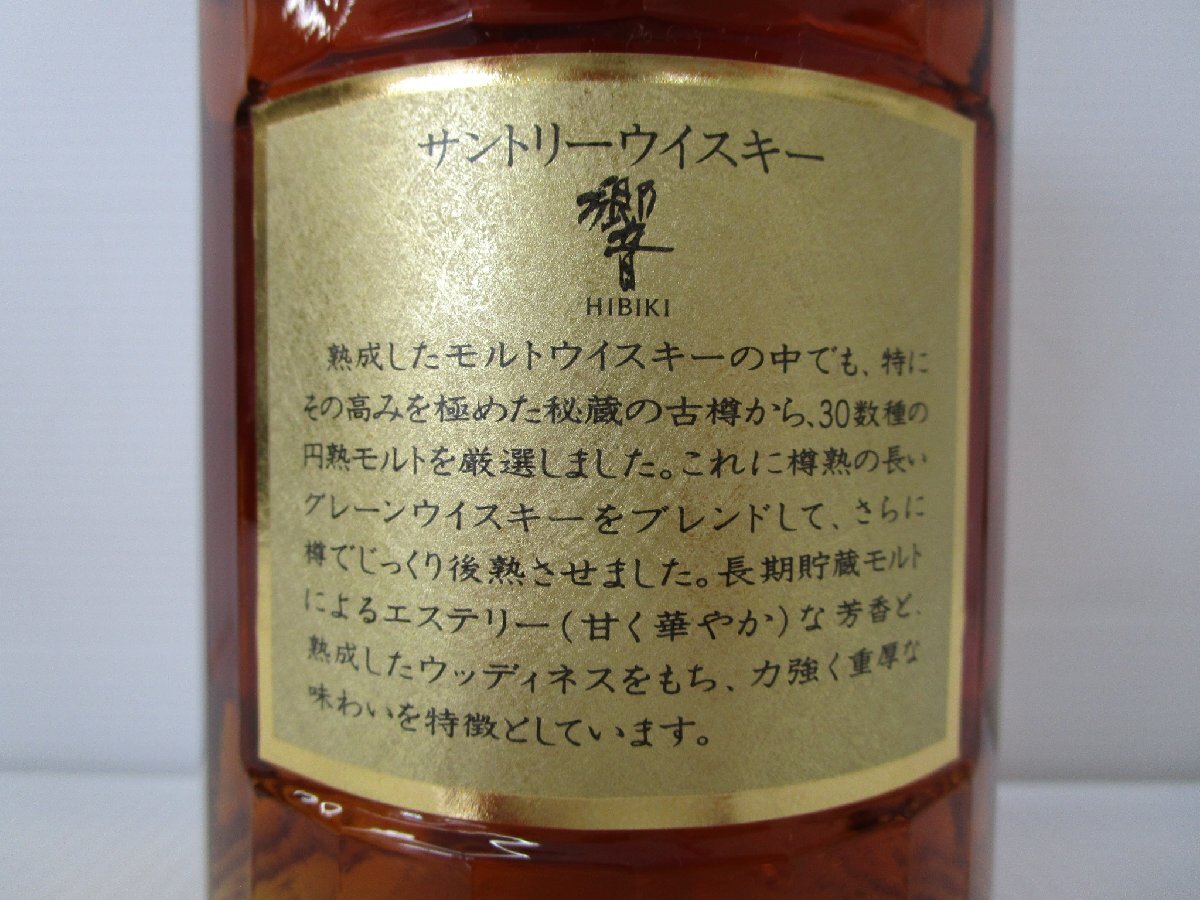 サントリーウイスキー
響
HIBIKI
熟成したモルトウイスキーの中でも、特に
その高みを極めた秘蔵の古樽から、30数種の
円熟モルトを厳選しました。これに樽熟の長い
グレーンウイスキーをブレンドして、さらに
樽でじっくり後熟させました。長期貯蔵モルト
によるエステリー(甘く華やか)な芳香と、
熟成したウッディネスをもち、力強く重厚な
味わいを特徴としています。